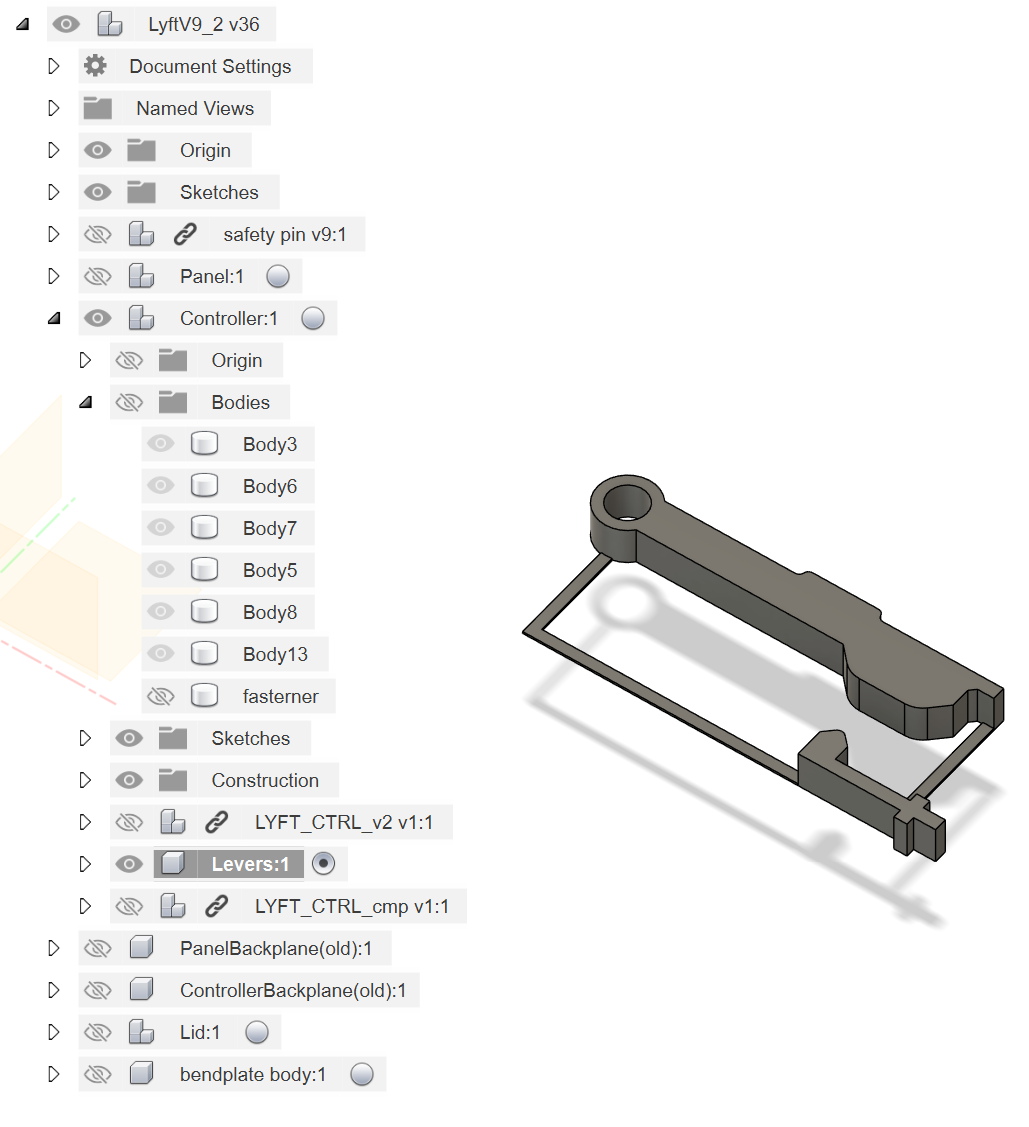 LyftV9_2 v36
Document Settings
Named Views
Origin
Sketches
safety pin v9:1
Panel:1
Controller:1
Origin
Bodies
Body3
Body6
Body7
Body5
Body8
Body13
fasterner
Sketches
Construction
LYFT_CTRL_v2 v1:1
Levers:1
LYFT_CTRL_cmp v1:1
PanelBackplane(old):1
ControllerBackplane(old):1
Lid:1
bendplate body:1